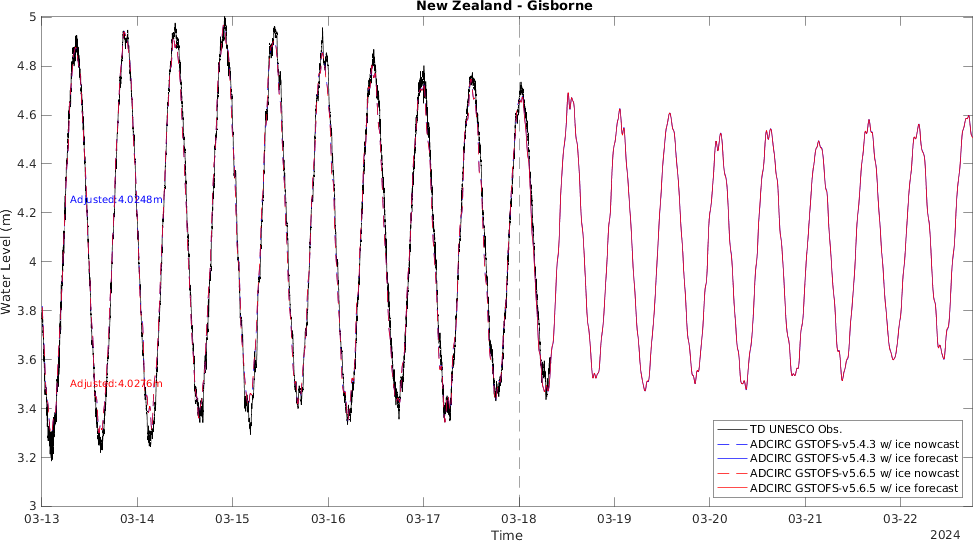 New Zealand - Gisborne
5
4.8
4.6
4.4
4.2
4
3.8
3.6
3.4
3.2
3
Water Level (m)
Adjusted:4.0248m
Adjusted:4.0276m
TD UNESCO Obs.
ADCIRC GSTOFS-v5.4.3 w/ ice nowcast
ADCIRC GSTOFS-v5.4.3 w/ ice forecast
ADCIRC GSTOFS-v5.6.5 w/ ice nowcast
ADCIRC GSTOFS-v5.6.5 w/ ice forecast
03-13 03-14 03-15 03-16 03-17 03-18 03-19 03-20 03-21 03-22
Time
2024